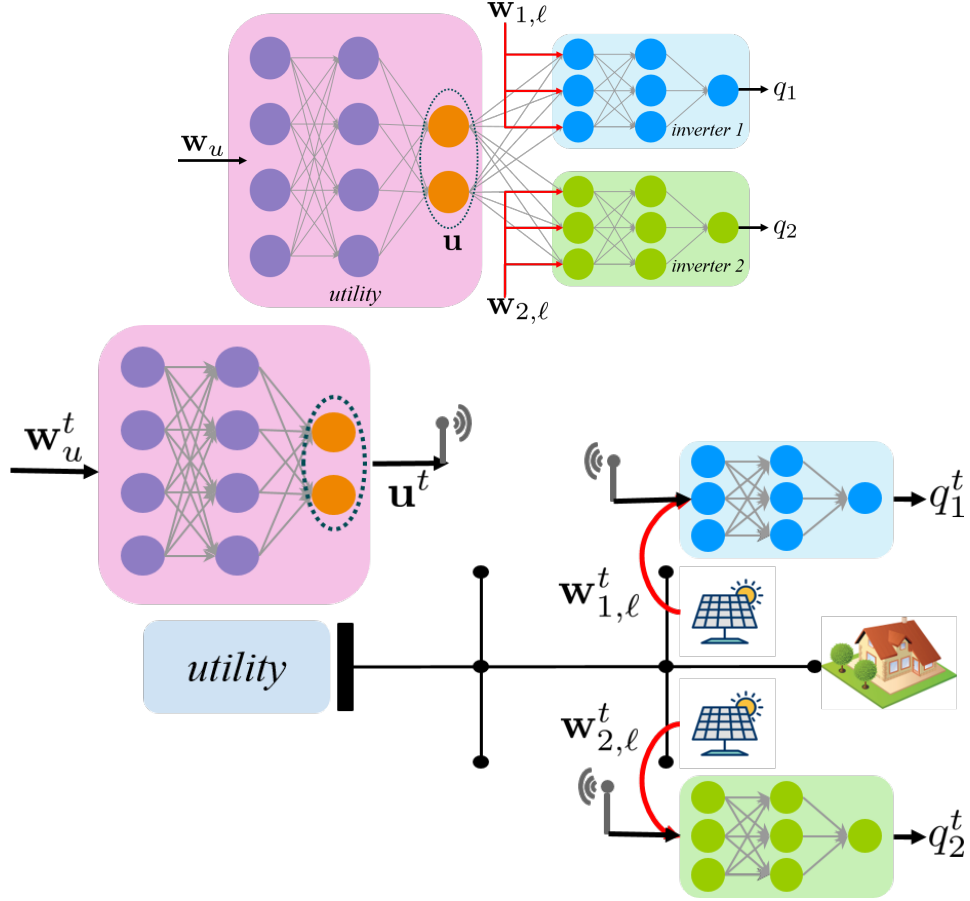 w_{1,ℓ}
q_1
inverter 1
w_u
u
utility
q_2
inverter 2
w_{2,ℓ}
w_u^t
u^t
q_1^t
w_{1,ℓ}^t
utility
w_{2,ℓ}^t
q_2^t